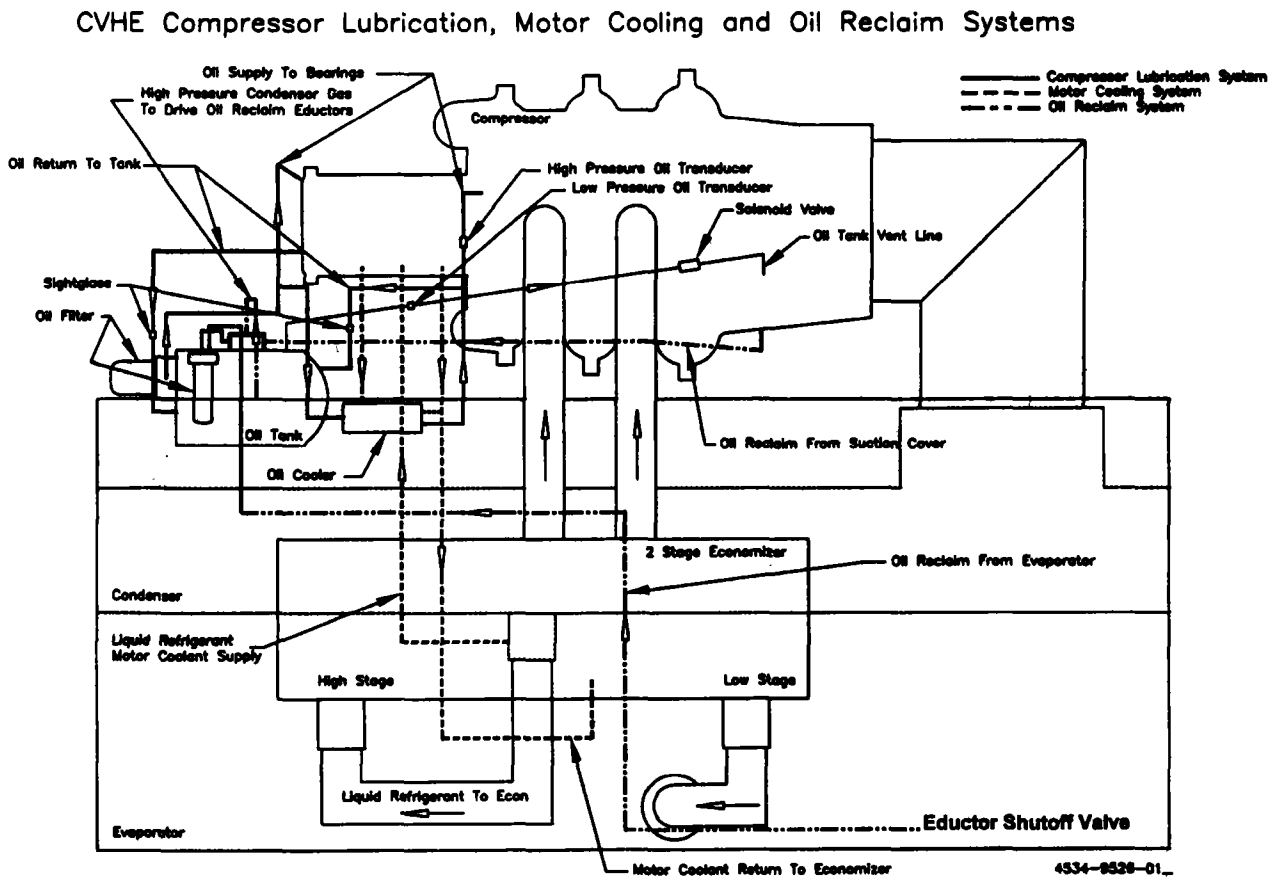 CVHE Compressor Lubrication, Motor Cooling and Oil Reclaim Systems
Oil Supply To Bearings
High Pressure Condensor Gas
To Drive Oil Reclaim Eductors
Compressor
Compressor Lubrication System
Motor Cooling System
Oil Reclaim System
Oil Return To Tank
High Pressure Oil Transducer
Low Pressure Oil Transducer
Solenoid Valve
Oil Tank Vent Line
Sightglass
Oil Filter
Oil Tank
Oil Cooler
Oil Reclaim From Suction Cover
2 Stage Economizer
Oil Reclaim From Evaporator
Condenser
Liquid Refrigerant
Motor Coolant Supply
High Stage
Low Stage
Liquid Refrigerant To Econ
Evaporator
Eductor Shutoff Valve
Motor Coolant Return To Economizer
4534-9526-01_